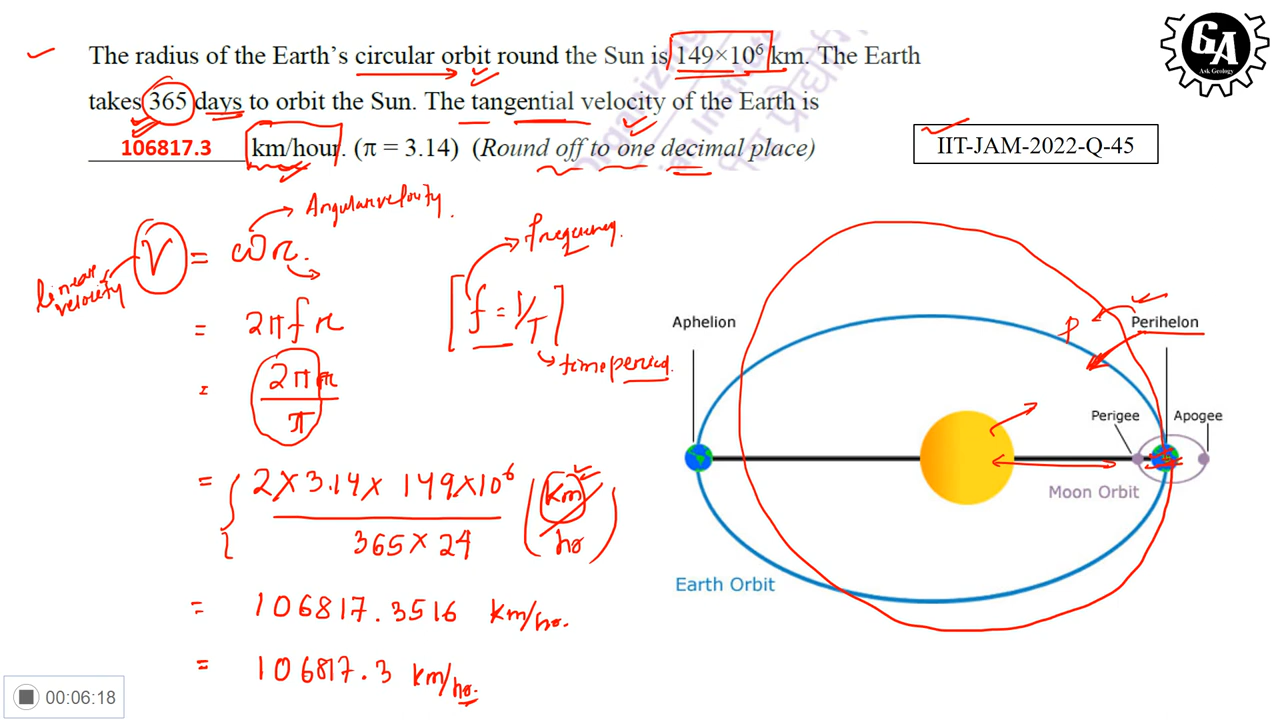 The radius of the Earth's circular orbit round the Sun is 149×10⁶ km. The Earth
takes 365 days to orbit the Sun. The tangential velocity of the Earth is
106817.3 km/hour. (π = 3.14) (Round off to one decimal place)
GA
Ask Geology
IIT-JAM-2022-Q-45
Angular velocity.
V = ωr.
linear velocity
frequency.
= 2πfr
[f = 1/T]
time period.
= 2πr/T
= { 2 × 3.14 × 149 × 10⁶
365 × 24
(km/hr)
= 106817.3516 km/hr.
= 106817.3 km/hr.
Aphelion
P
Perihelon
Perigee
Apogee
Moon Orbit
Earth Orbit
00:06:18